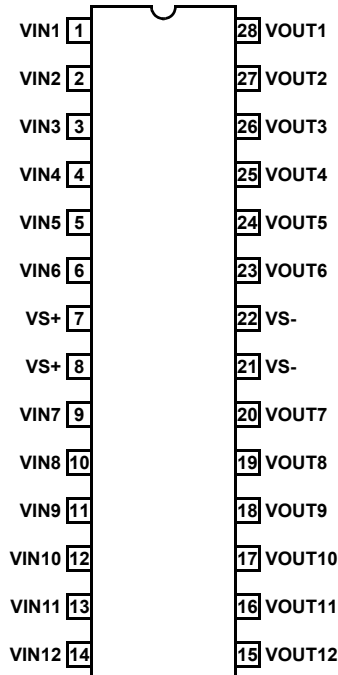 VIN1 1 28 VOUT1
VIN2 2 27 VOUT2
VIN3 3 26 VOUT3
VIN4 4 25 VOUT4
VIN5 5 24 VOUT5
VIN6 6 23 VOUT6
VS+ 7 22 VS-
VS+ 8 21 VS-
VIN7 9 20 VOUT7
VIN8 10 19 VOUT8
VIN9 11 18 VOUT9
VIN10 12 17 VOUT10
VIN11 13 16 VOUT11
VIN12 14 15 VOUT12